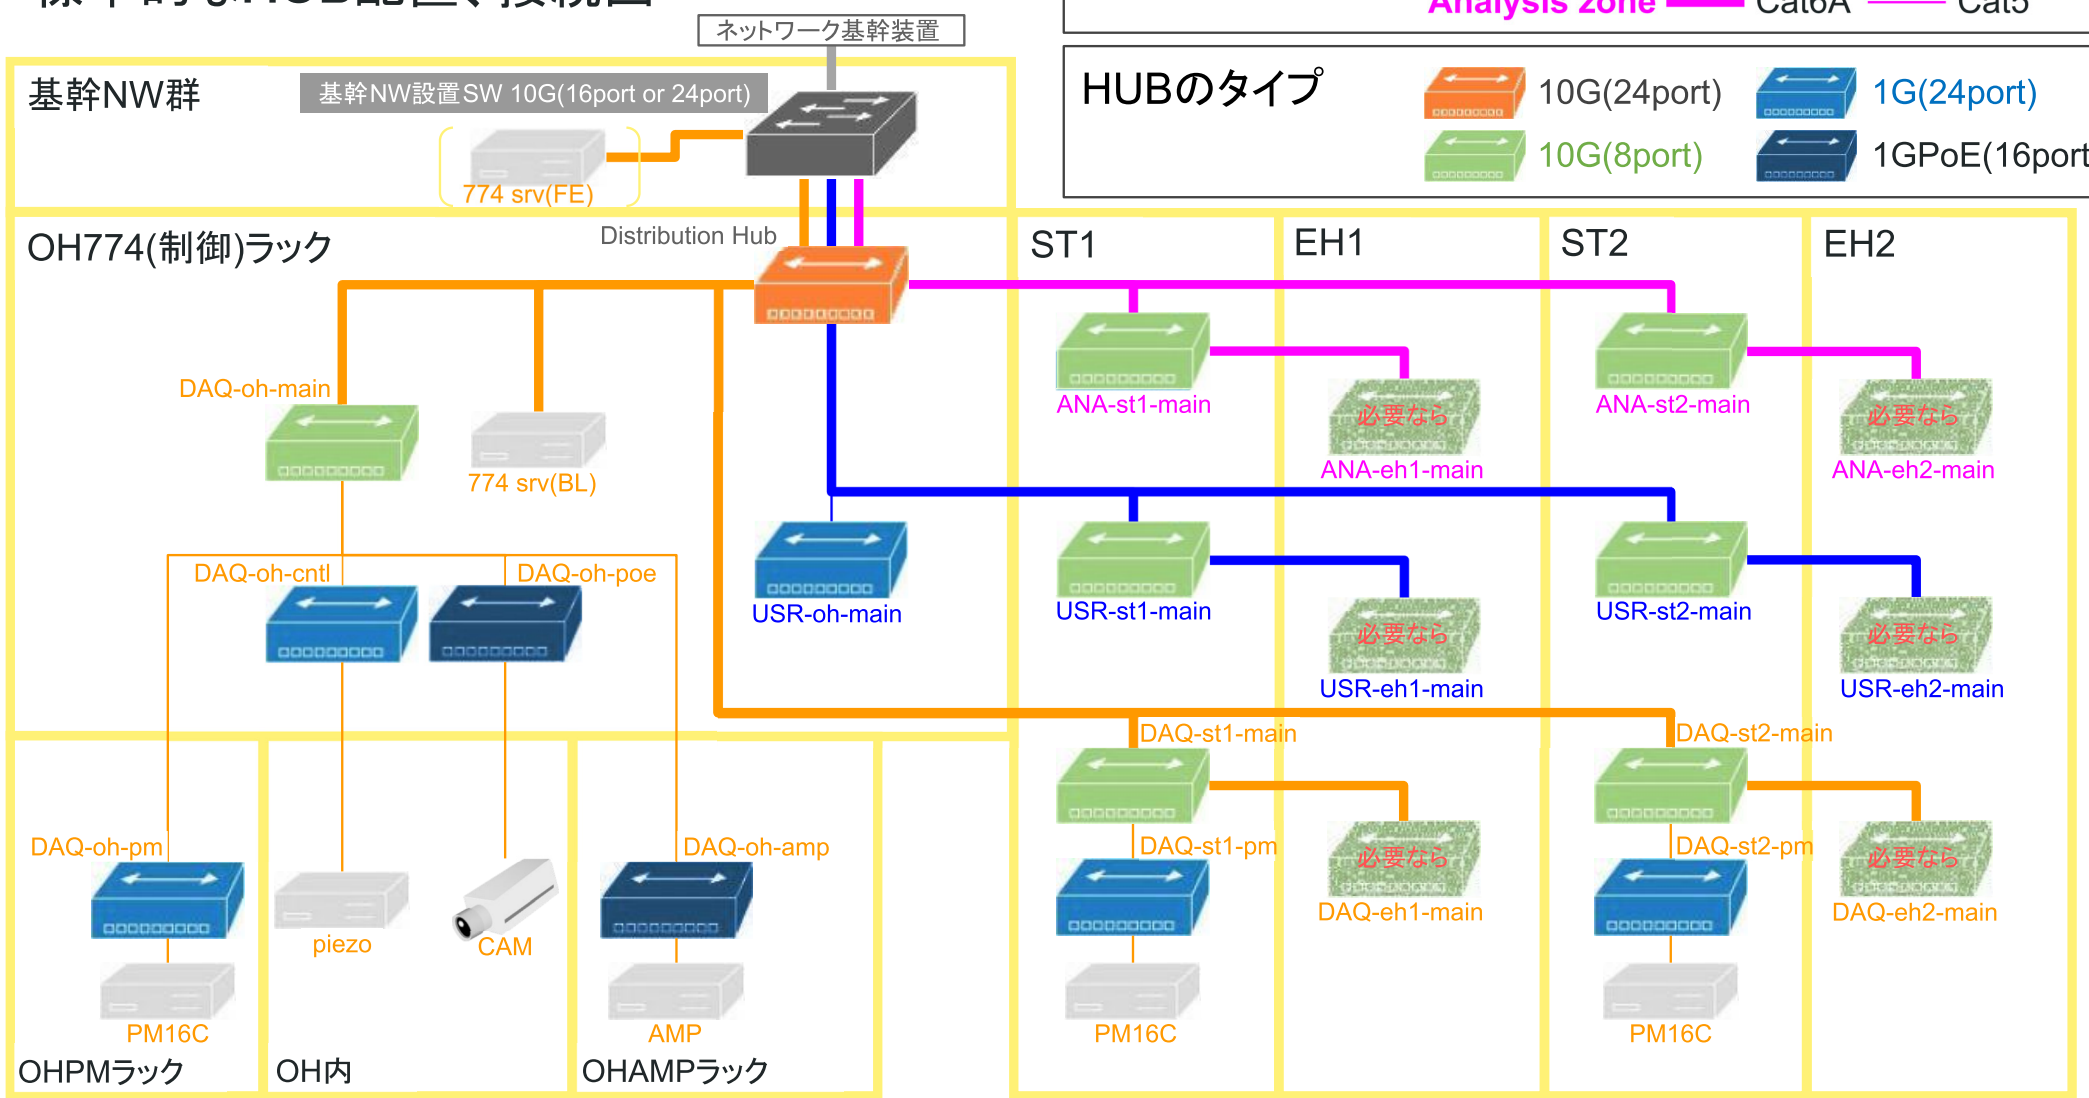 Analysis zone Cat6A Cat5
ネットワーク基幹装置
基幹NW群
基幹NW設置SW 10G(16port or 24port)
774 srv(FE)
HUBのタイプ
10G(24port)
1G(24port)
10G(8port)
1GPoE(16port
OH774(制御)ラック
Distribution Hub
ST1
EH1
ST2
EH2
DAQ-oh-main
774 srv(BL)
ANA-st1-main
必要なら
ANA-eh1-main
ANA-st2-main
必要なら
ANA-eh2-main
DAQ-oh-cntl
DAQ-oh-poe
USR-oh-main
USR-st1-main
必要なら
USR-eh1-main
USR-st2-main
必要なら
USR-eh2-main
DAQ-st1-main
DAQ-st2-main
DAQ-oh-pm
piezo
CAM
DAQ-oh-amp
DAQ-st1-pm
必要なら
DAQ-eh1-main
DAQ-st2-pm
必要なら
DAQ-eh2-main
PM16C
AMP
PM16C
PM16C
OHPMラック
OH内
OHAMPラック